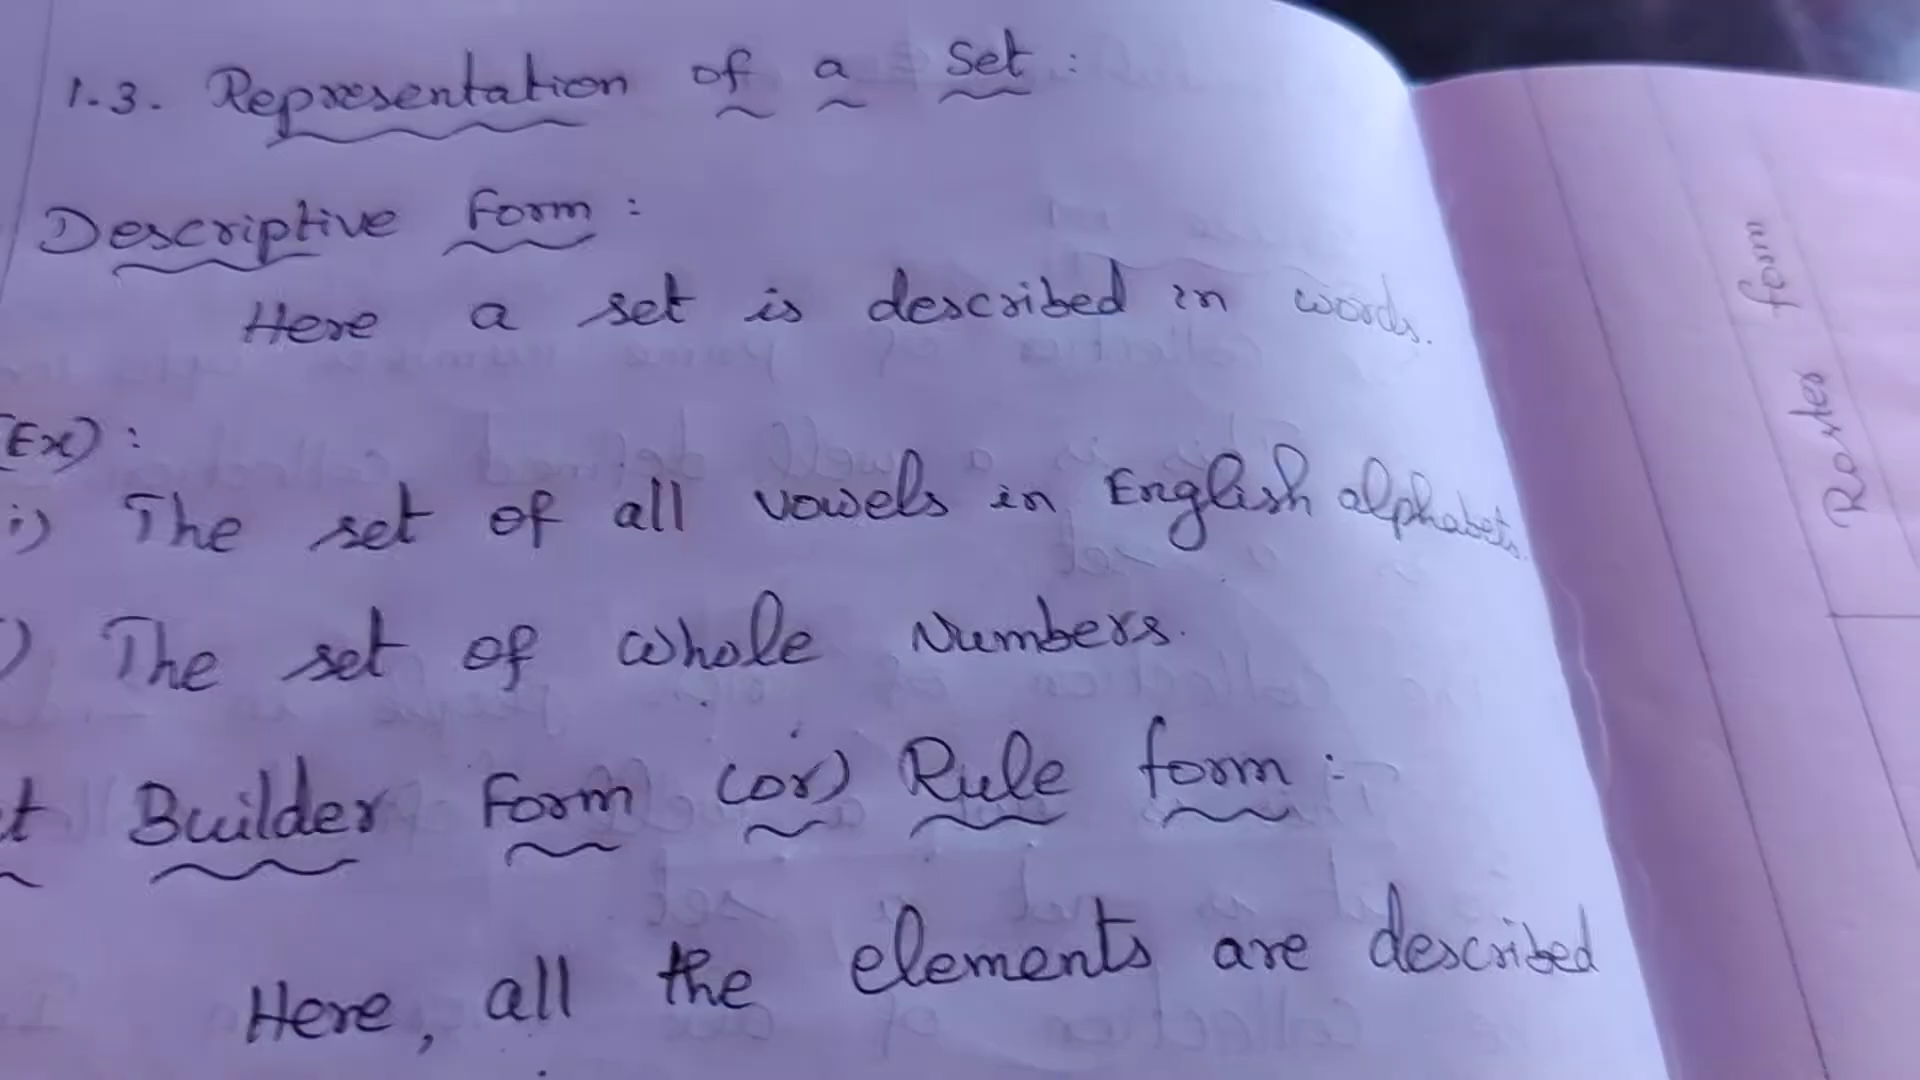 1.3. Representation of a Set :
Descriptive Form :
Here a set is described in words.
(Ex) :
i) The set of all vowels in English alphabets.
) The set of whole Numbers.
t Builder Form (or) Rule form :-
Here, all the elements are described
Roster form